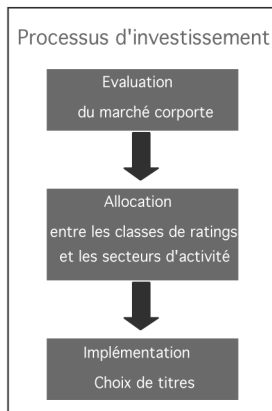 Processus d'investissement
Evaluation
du marché corporte
Allocation
entre les classes de ratings
et les secteurs d'activité
Implémentation
Choix de titres